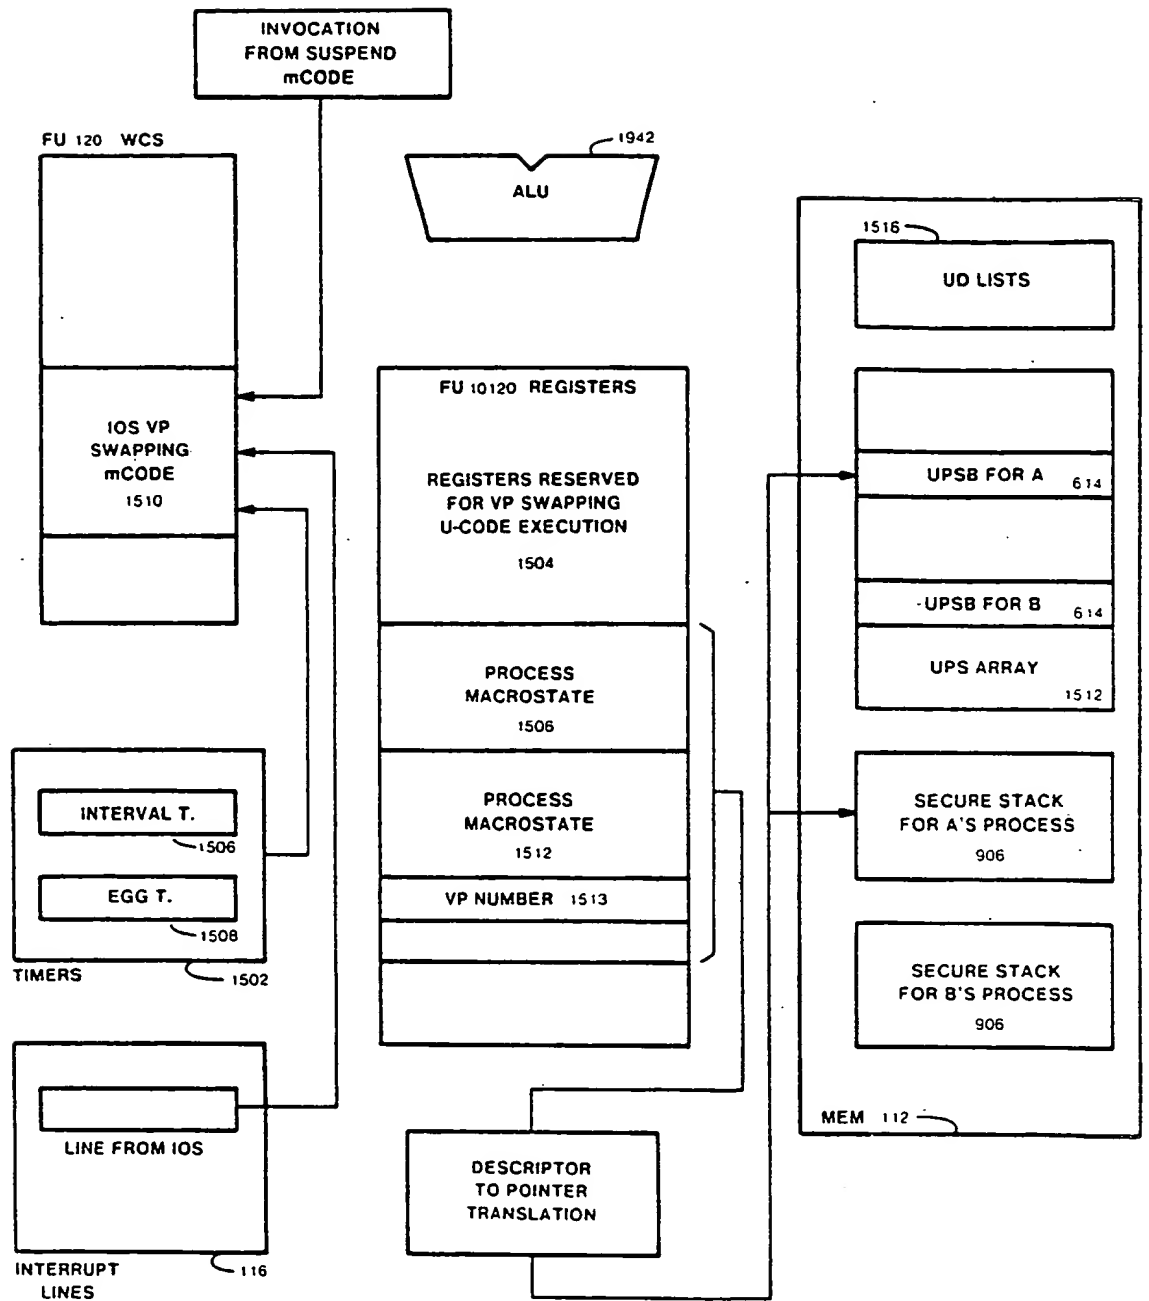 INVOCATION
FROM SUSPEND
mCODE
FU 120 WCS
1942
ALU
IOS VP
SWAPPING
mCODE
1510
FU 10120 REGISTERS
REGISTERS RESERVED
FOR VP SWAPPING
U-CODE EXECUTION
1504
PROCESS
MACROSTATE
1506
PROCESS
MACROSTATE
1512
VP NUMBER 1513
1516
UD LISTS
UPSB FOR A 614
UPSB FOR B 614
UPS ARRAY
1512
SECURE STACK
FOR A'S PROCESS
906
SECURE STACK
FOR B'S PROCESS
906
MEM 112
INTERVAL T.
1506
EGG T.
1508
TIMERS
1502
LINE FROM IOS
INTERRUPT
LINES
116
DESCRIPTOR
TO POINTER
TRANSLATION